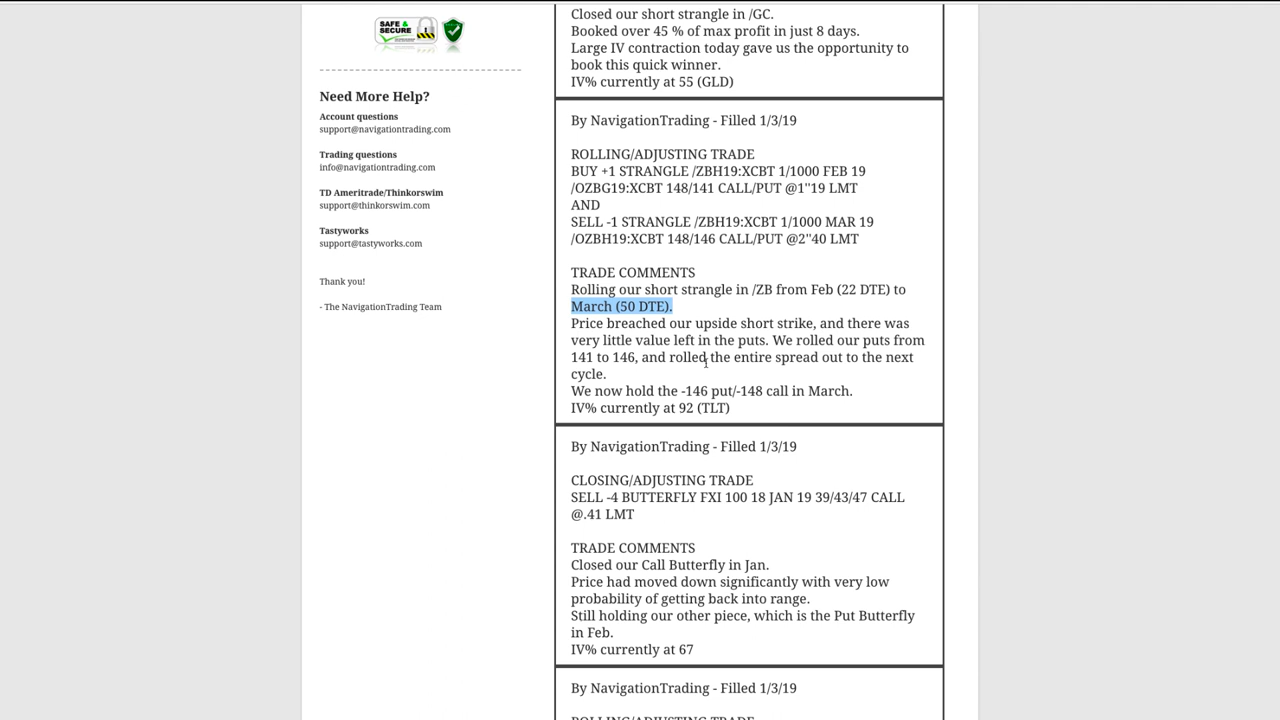 SAFE &
SECURE
Need More Help?
Account questions
support@navigationtrading.com
Trading questions
info@navigationtrading.com
TD Ameritrade/Thinkorswim
support@thinkorswim.com
Tastyworks
support@tastyworks.com
Thank you!
- The NavigationTrading Team
Closed our short strangle in /GC.
Booked over 45 % of max profit in just 8 days.
Large IV contraction today gave us the opportunity to
book this quick winner.
IV% currently at 55 (GLD)
By NavigationTrading - Filled 1/3/19
ROLLING/ADJUSTING TRADE
BUY +1 STRANGLE /ZBH19:XCBT 1/1000 FEB 19
/OZBG19:XCBT 148/141 CALL/PUT @1"19 LMT
AND
SELL -1 STRANGLE /ZBH19:XCBT 1/1000 MAR 19
/OZBH19:XCBT 148/146 CALL/PUT @2"40 LMT
TRADE COMMENTS
Rolling our short strangle in /ZB from Feb (22 DTE) to
March (50 DTE).
Price breached our upside short strike, and there was
very little value left in the puts. We rolled our puts from
141 to 146, and rolled the entire spread out to the next
cycle.
We now hold the -146 put/-148 call in March.
IV% currently at 92 (TLT)
By NavigationTrading - Filled 1/3/19
CLOSING/ADJUSTING TRADE
SELL -4 BUTTERFLY FXI 100 18 JAN 19 39/43/47 CALL
@.41 LMT
TRADE COMMENTS
Closed our Call Butterfly in Jan.
Price had moved down significantly with very low
probability of getting back into range.
Still holding our other piece, which is the Put Butterfly
in Feb.
IV% currently at 67
By NavigationTrading - Filled 1/3/19
ROLLING/ADJUSTING TRADE